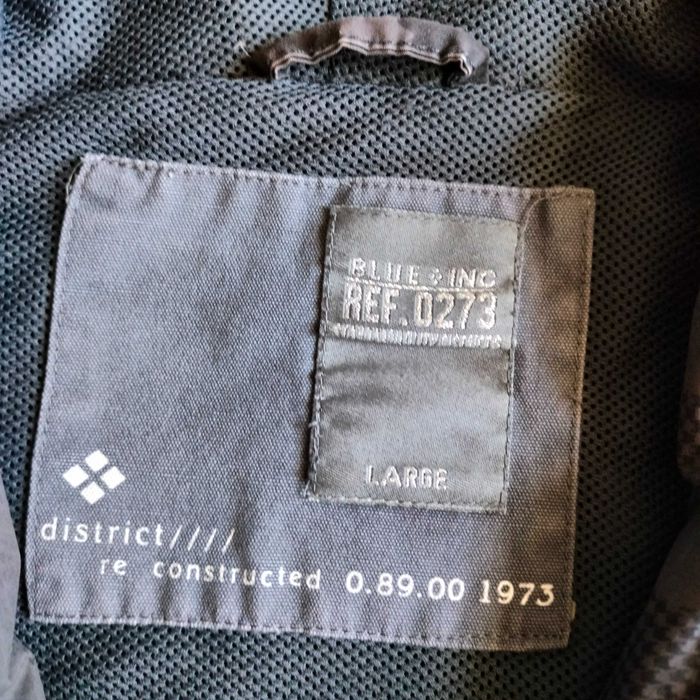 BLUE INC
REF.0273
LARGE
district////
re constructed 0.89.00 1973